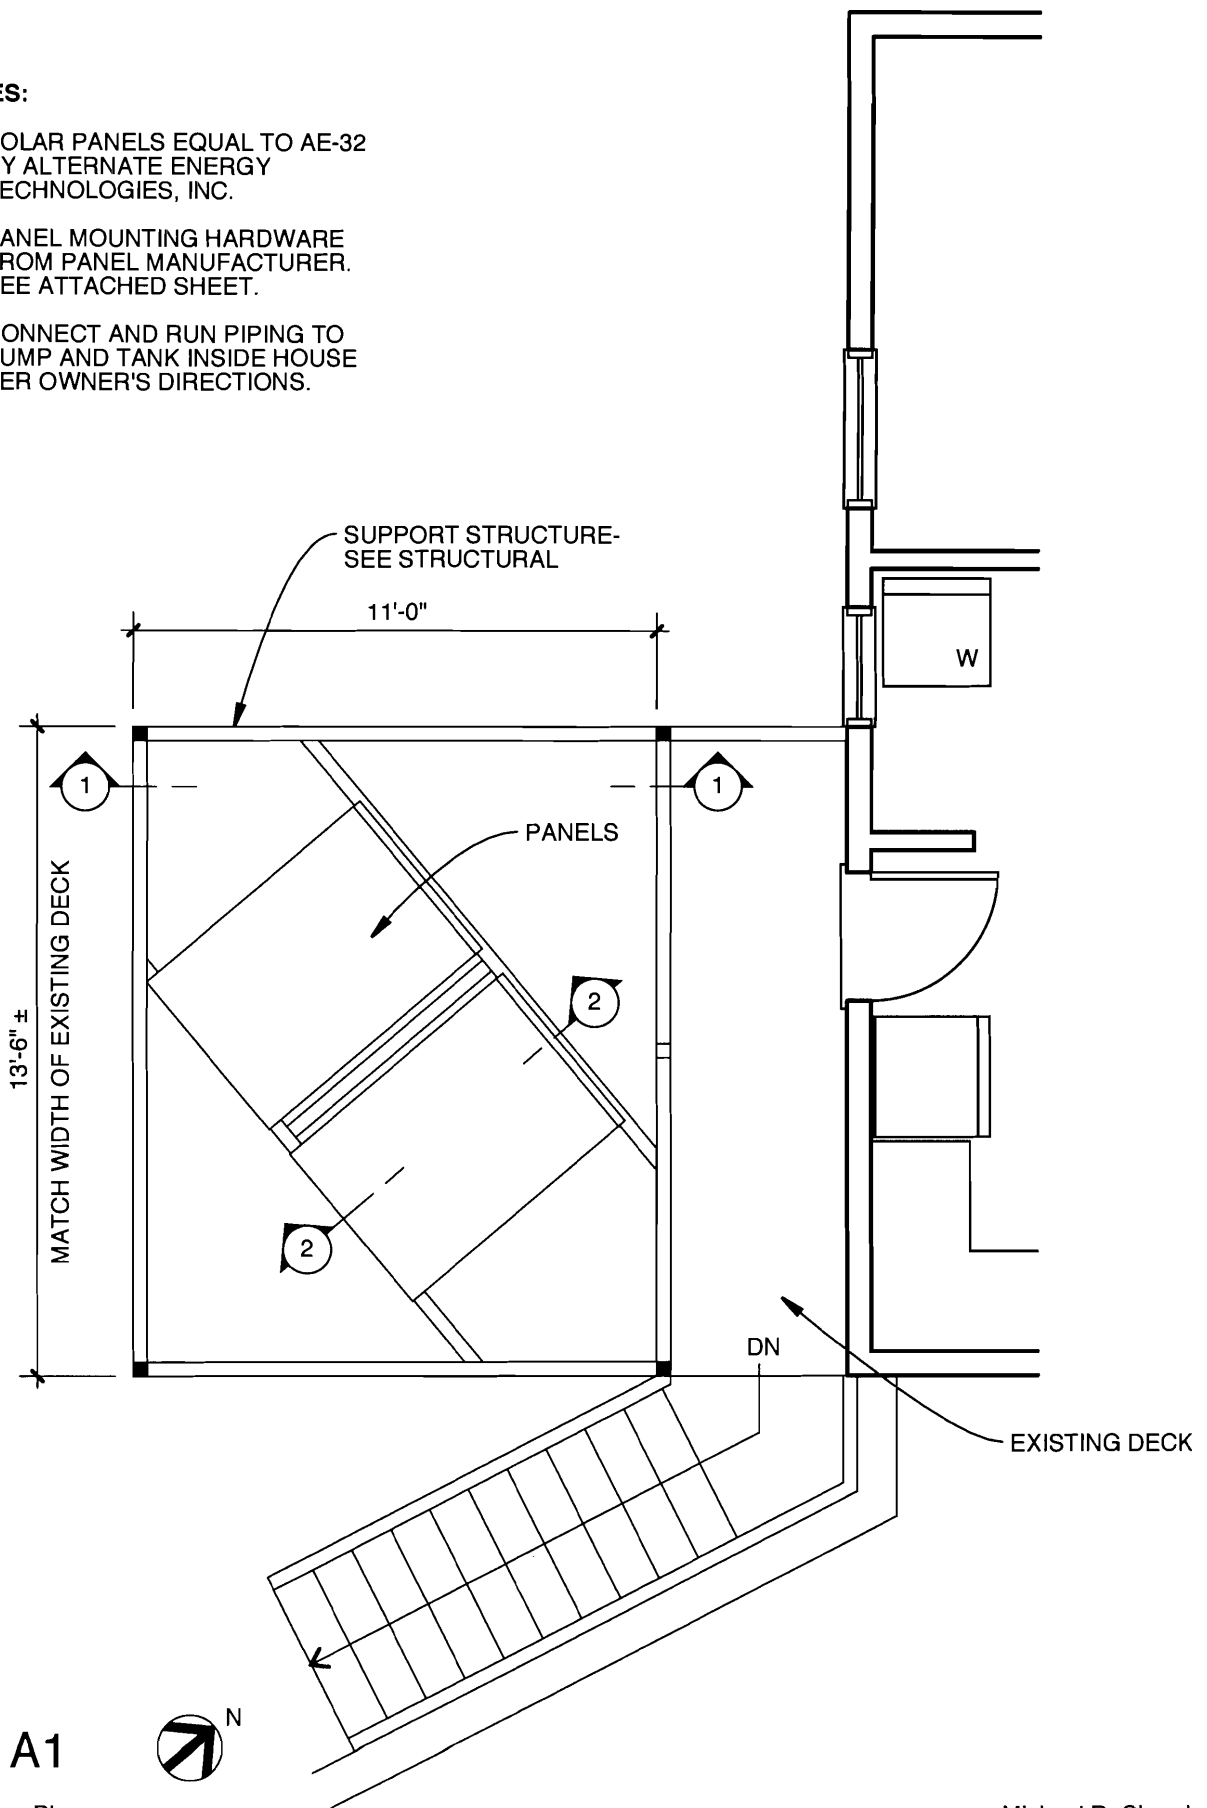 ES:
OLAR PANELS EQUAL TO AE-32
Y ALTERNATE ENERGY
ECHNOLOGIES, INC.
ANEL MOUNTING HARDWARE
ROM PANEL MANUFACTURER.
EE ATTACHED SHEET.
ONNECT AND RUN PIPING TO
UMP AND TANK INSIDE HOUSE
ER OWNER'S DIRECTIONS.
SUPPORT STRUCTURE-
SEE STRUCTURAL
11'-0"
W
1
1
PANELS
13'-6" ±
MATCH WIDTH OF EXISTING DECK
2
2
DN
EXISTING DECK
N
A1